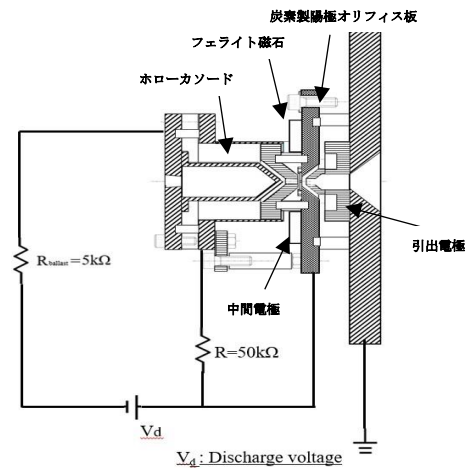 炭素製陽極オリフィス板
フェライト磁石
ホローカソード
引出電極
中間電極
Rballast=5kΩ
R=50kΩ
Vd
Vd : Discharge voltage